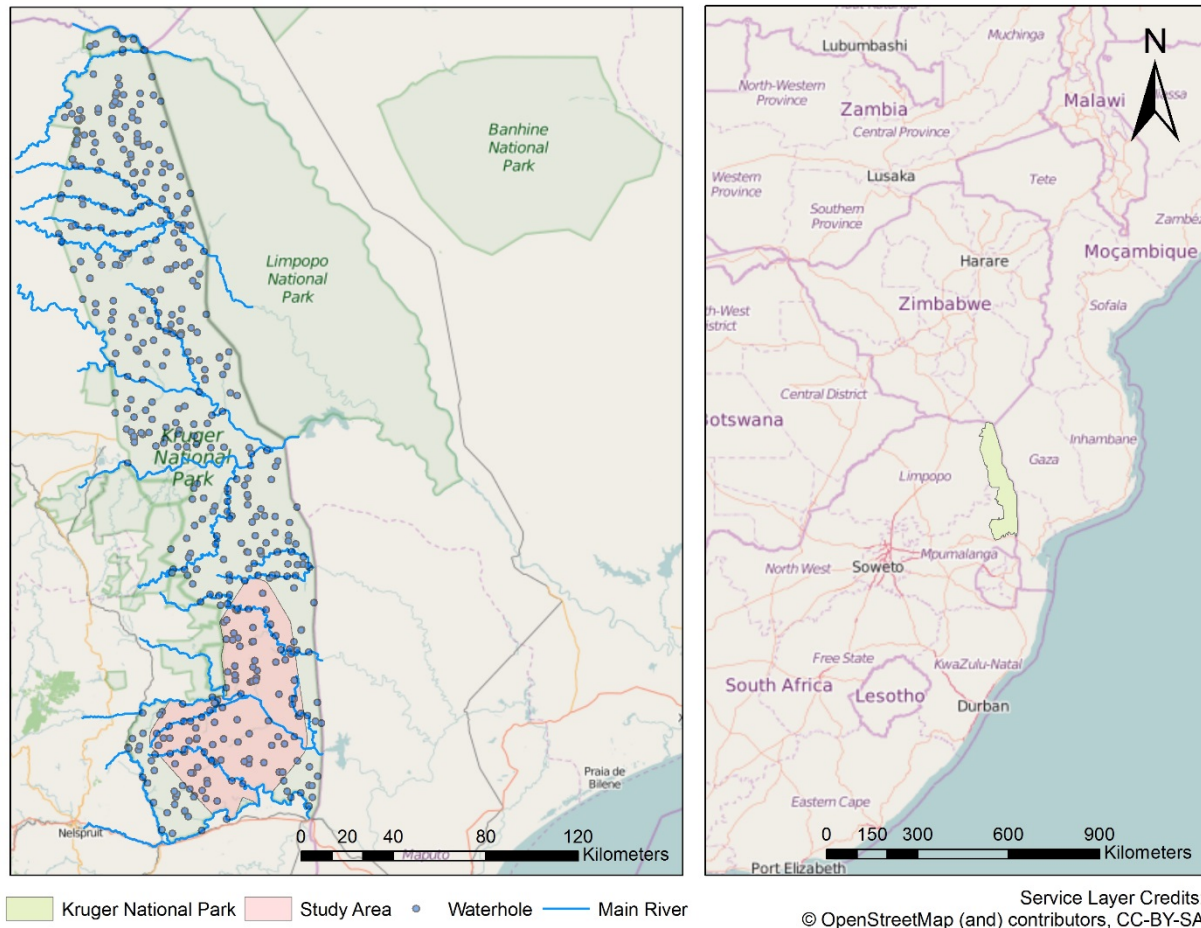 Banhine
National
Park
Limpopo
National
Park
Kruger
National
Park
Nelspruit
Praia de
Bilene
Maputo
0 20 40 80 120
Kilometers
N
Lubumbashi
Muchinga
North-Western
Province
Zambia
Malawi
Central Province
Western
Province
Lusaka
Tete
Southern
Province
Zambéz
Moçambique
Harare
Zimbabwe
Sofala
th-West
istrict
Central District
Botswana
Inhambane
Limpopo
Gaza
Mpumalanga
North West
Soweto
Free State
KwaZulu-Natal
South Africa
Lesotho
Durban
Eastern Cape
0 150 300 600 900
Kilometers
Port Elizabeth
Kruger National Park Study Area Waterhole Main River
Service Layer Credits:
© OpenStreetMap (and) contributors, CC-BY-SA